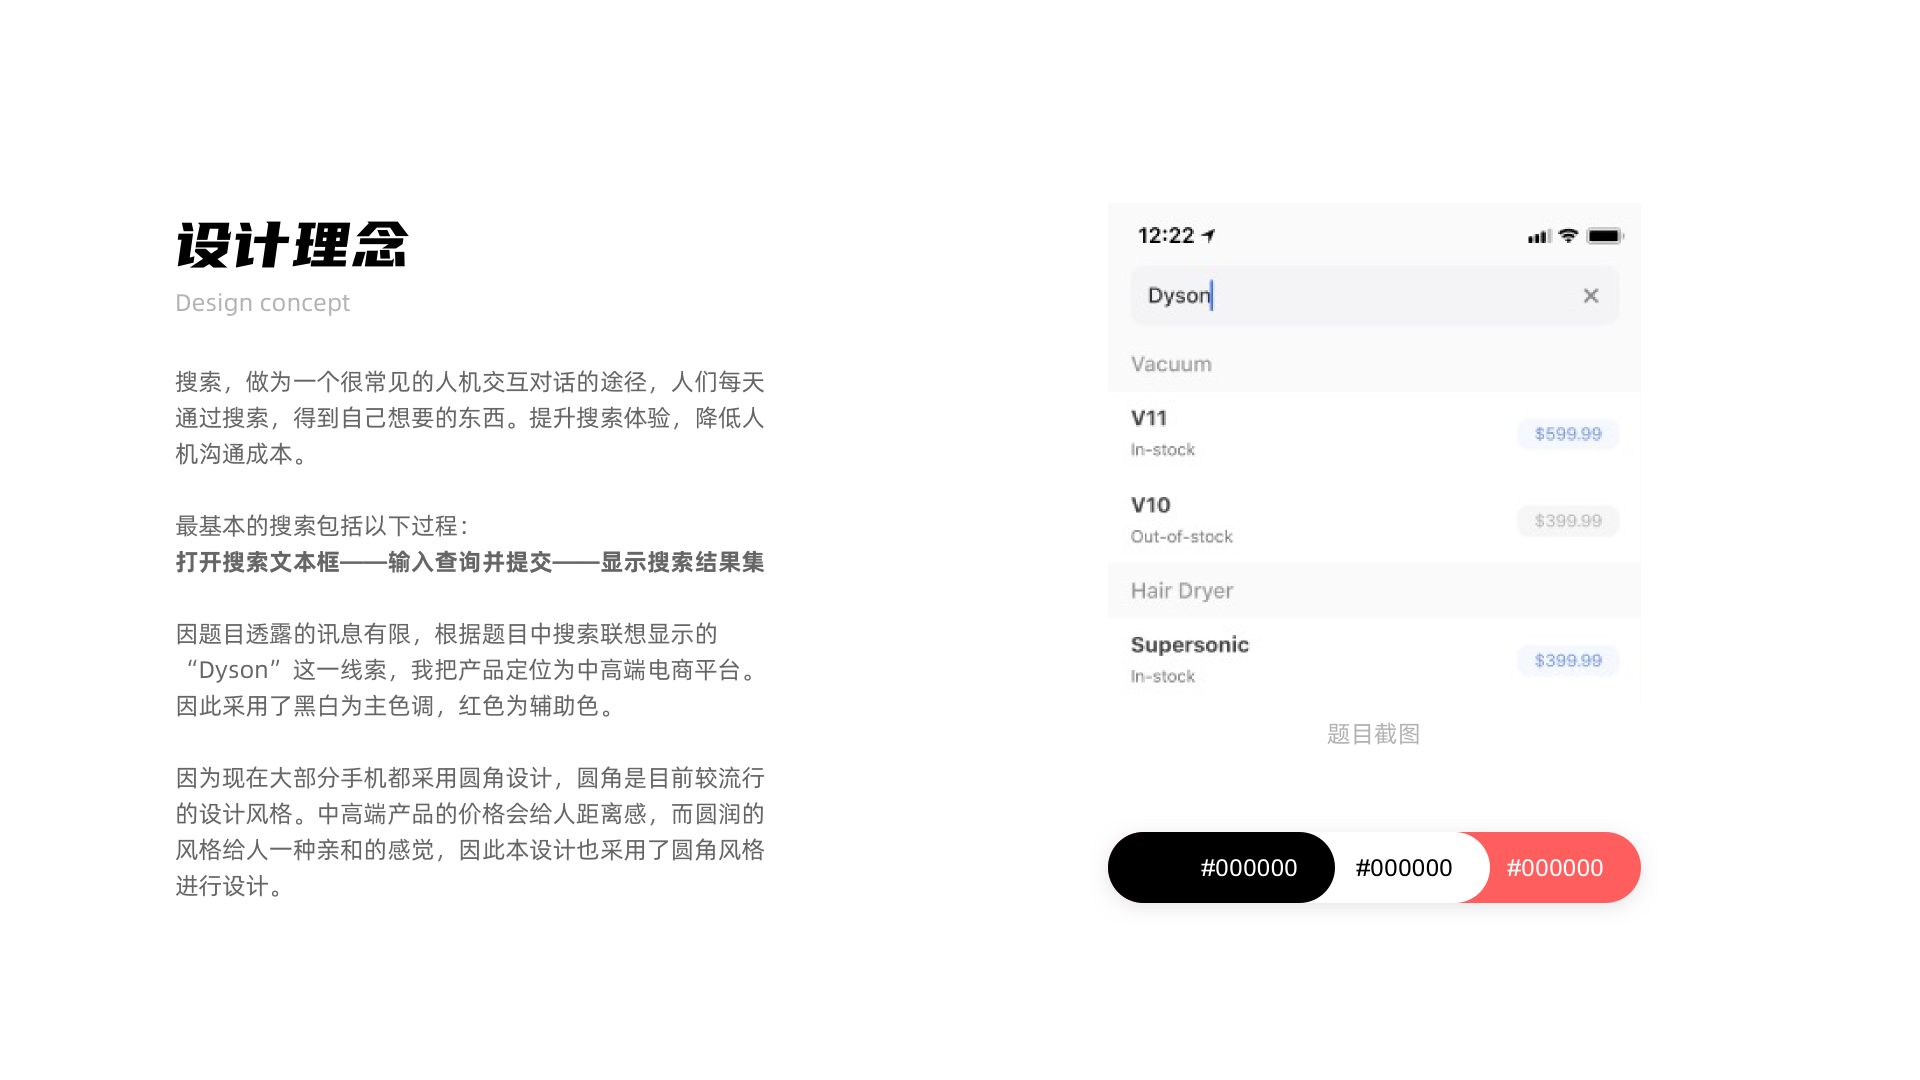 设计理念
Design concept
搜索，做为一个很常见的人机交互对话的途径，人们每天
通过搜索，得到自己想要的东西。提升搜索体验，降低人
机沟通成本。
最基本的搜索包括以下过程：
打开搜索文本框——输入查询并提交——显示搜索结果集
因题目透露的讯息有限，根据题目中搜索联想显示的
“Dyson”这一线索，我把产品定位为中高端电商平台。
因此采用了黑白为主色调，红色为辅助色。
因为现在大部分手机都采用圆角设计，圆角是目前较流行
的设计风格。中高端产品的价格会给人距离感，而圆润的
风格给人一种亲和的感觉，因此本设计也采用了圆角风格
进行设计。
12:22
Dyson
Vacuum
V11
In-stock
$599.99
V10
Out-of-stock
$399.99
Hair Dryer
Supersonic
In-stock
$399.99
题目截图
#000000
#000000
#000000